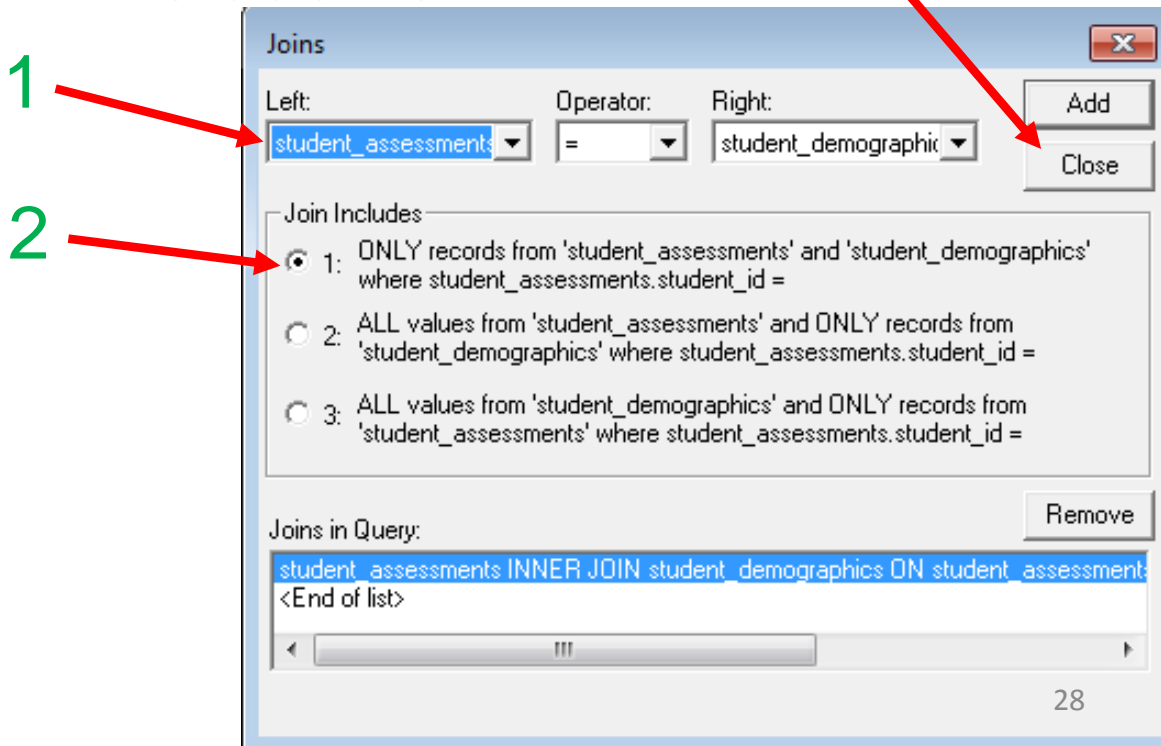 Joins
1
Left: Operator: Right: Add
student_assessments = student_demographic
Close
Join Includes
2
1: ONLY records from 'student_assessments' and 'student_demographics'
where student_assessments.student_id =
2: ALL values from 'student_assessments' and ONLY records from
'student_demographics' where student_assessments.student_id =
3: ALL values from 'student_demographics' and ONLY records from
'student_assessments' where student_assessments.student_id =
Remove
Joins in Query:
student_assessments INNER JOIN student_demographics ON student_assessment
<End of list>
28